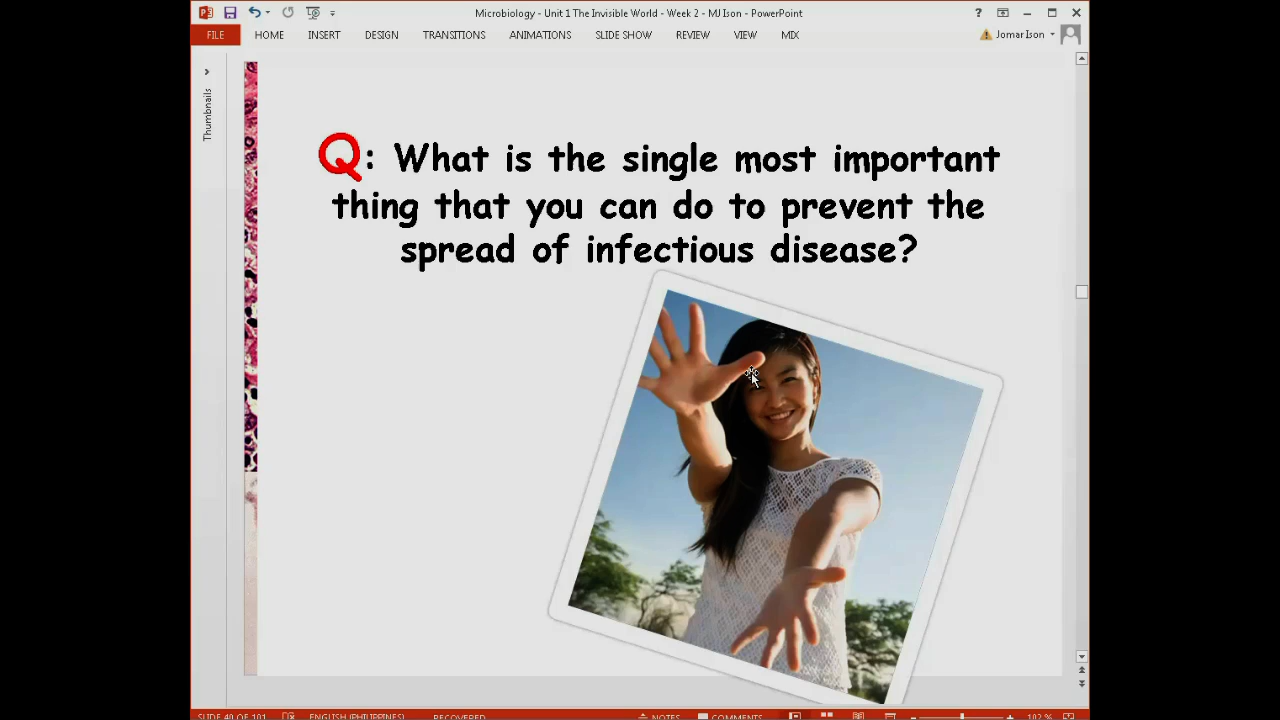 Microbiology - Unit 1 The Invisible World - Week 2 - MJ Ison - PowerPoint
?
FILE HOME INSERT DESIGN TRANSITIONS ANIMATIONS SLIDE SHOW REVIEW VIEW MIX
Jomar Ison
Thumbnails
Q: What is the single most important
thing that you can do to prevent the
spread of infectious disease?
SLIDE 40 OF 101 ENGLISH (PHILIPPINES) RECOVERED NOTES COMMENTS 102 %